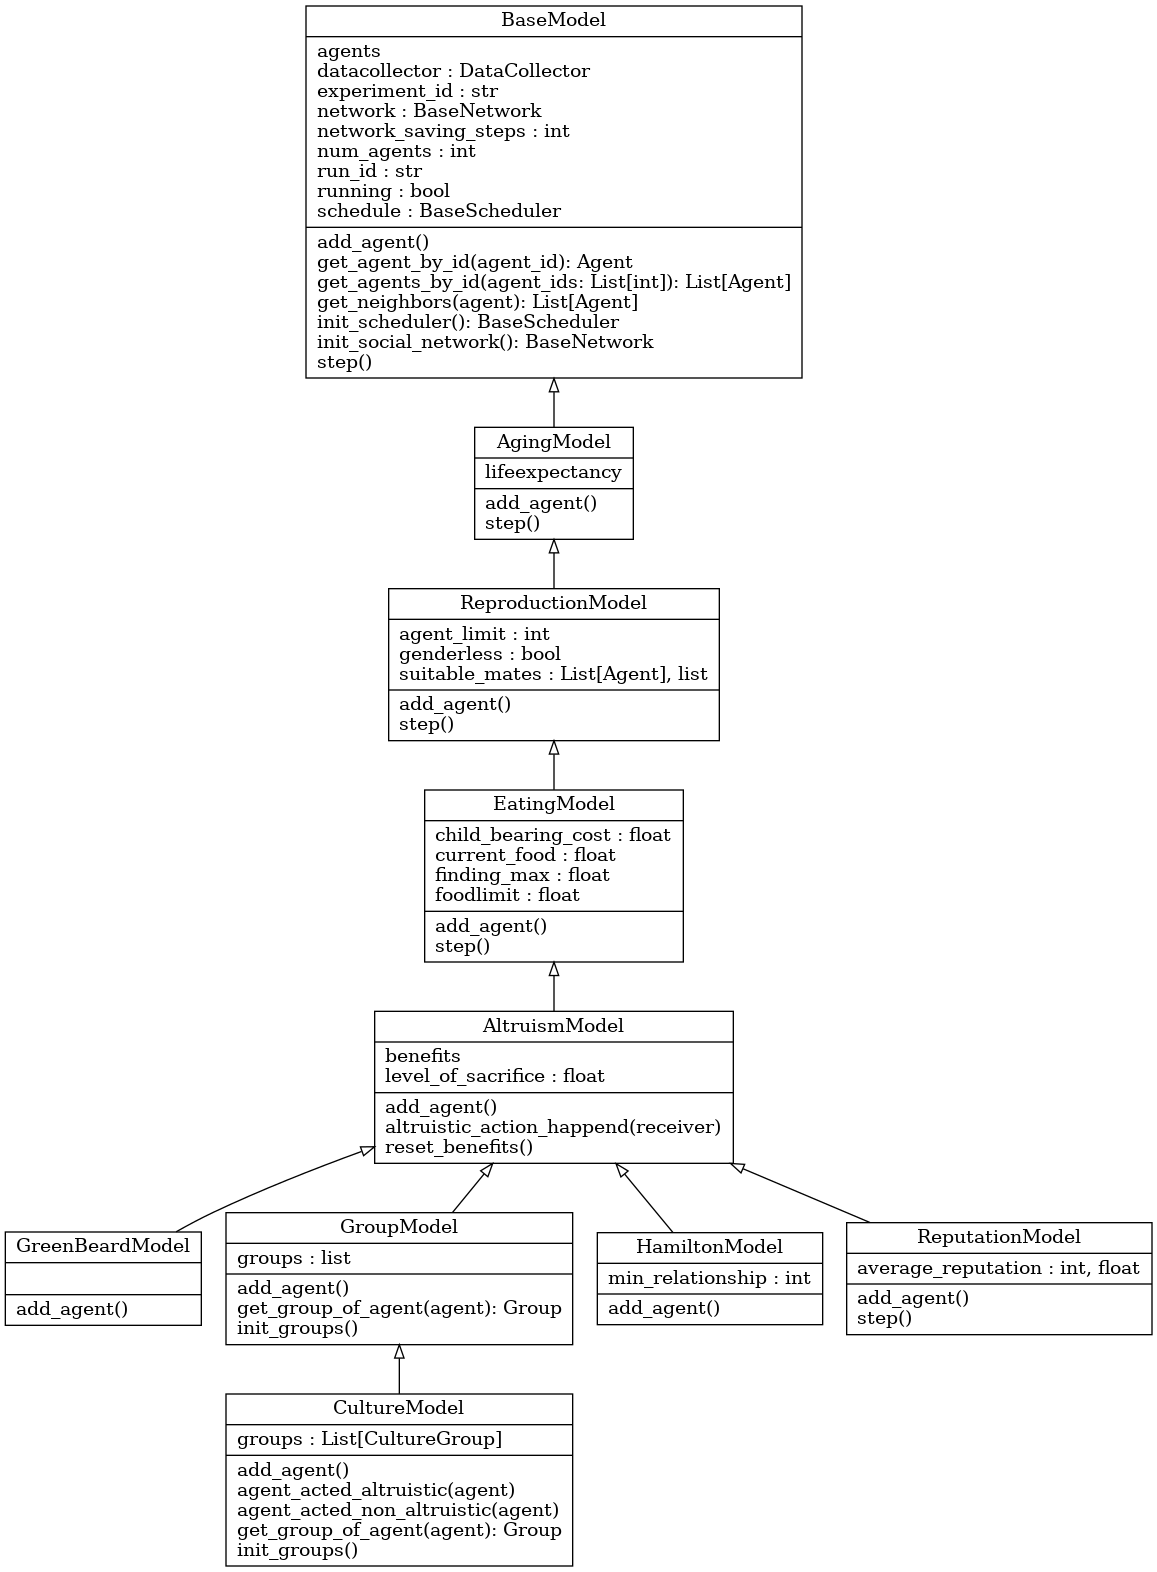 BaseModel
agents
datacollector : DataCollector
experiment_id : str
network : BaseNetwork
network_saving_steps : int
num_agents : int
run_id : str
running : bool
schedule : BaseScheduler
add_agent()
get_agent_by_id(agent_id): Agent
get_agents_by_id(agent_ids: List[int]): List[Agent]
get_neighbors(agent): List[Agent]
init_scheduler(): BaseScheduler
init_social_network(): BaseNetwork
step()
AgingModel
lifeexpectancy
add_agent()
step()
ReproductionModel
agent_limit : int
genderless : bool
suitable_mates : List[Agent], list
add_agent()
step()
EatingModel
child_bearing_cost : float
current_food : float
finding_max : float
foodlimit : float
add_agent()
step()
AltruismModel
benefits
level_of_sacrifice : float
add_agent()
altruistic_action_happend(receiver)
reset_benefits()
GreenBeardModel
add_agent()
GroupModel
groups : list
add_agent()
get_group_of_agent(agent): Group
init_groups()
HamiltonModel
min_relationship : int
add_agent()
ReputationModel
average_reputation : int, float
add_agent()
step()
CultureModel
groups : List[CultureGroup]
add_agent()
agent_acted_altruistic(agent)
agent_acted_non_altruistic(agent)
get_group_of_agent(agent): Group
init_groups()